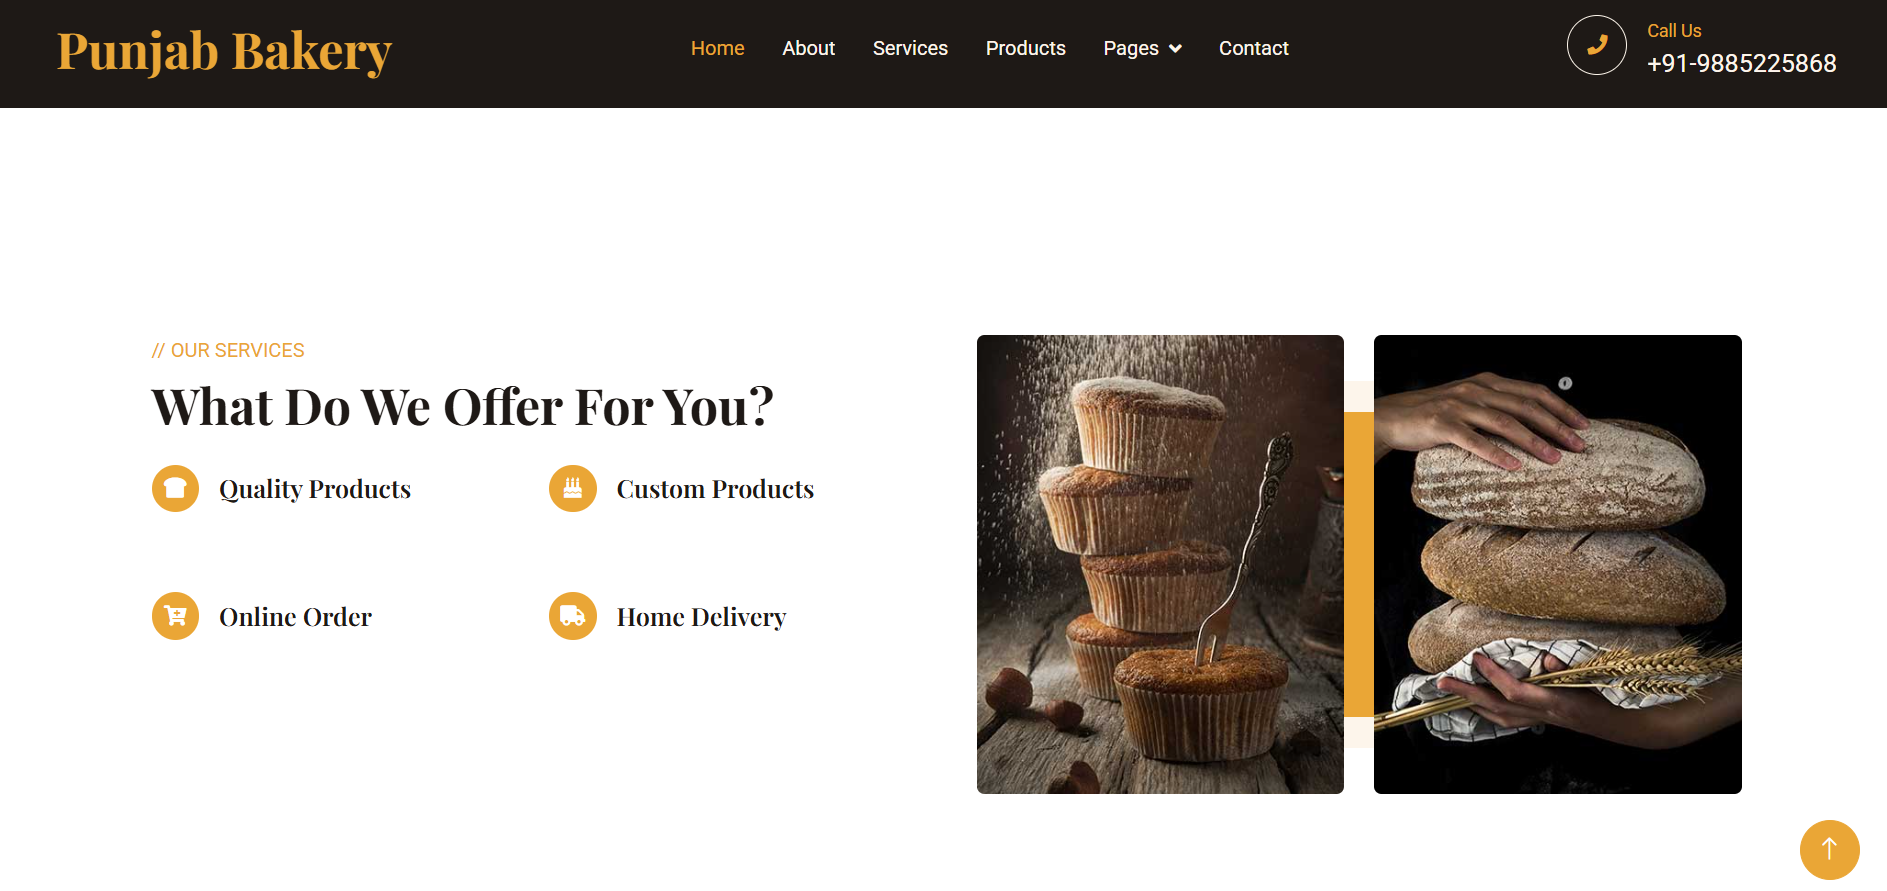 Punjab Bakery
Home About Services Products Pages Contact
Call Us
+91-9885225868
// OUR SERVICES
What Do We Offer For You?
Quality Products
Custom Products
Online Order
Home Delivery